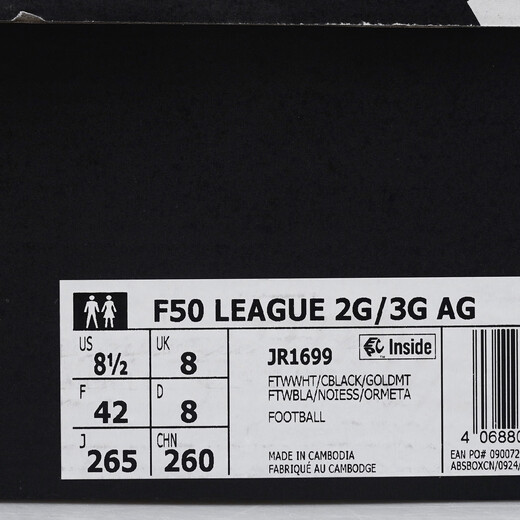 F50 LEAGUE 2G/3G AG
US 8½ UK 8
F 42 D 8
J 265 CHN 260
JR1699 Inside
FTWWHT/CBLACK/GOLDMT
FTWBLA/NOIESS/ORMETA
FOOTBALL
MADE IN CAMBODIA
FABRIQUÉ AU CAMBODGE
4 06880
EAN PO# 090072
ABSBOXCN/0924/